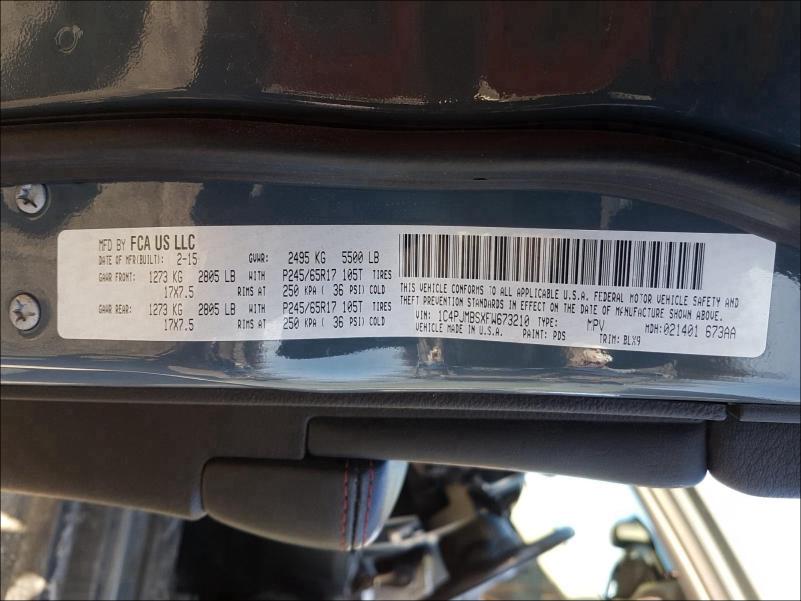 MFD BY FCA US LLC
DATE OF MFR(BUILT): 2-15 GVWR: 2495 KG 5500 LB
GAWR FRONT: 1273 KG 2805 LB WITH P245/65R17 105T TIRES
17X7.5 RIMS AT 250 KPA ( 36 PSI) COLD
GAWR REAR: 1273 KG 2805 LB WITH P245/65R17 105T TIRES
17X7.5 RIMS AT 250 KPA ( 36 PSI) COLD
THIS VEHICLE CONFORMS TO ALL APPLICABLE U.S.A. FEDERAL MOTOR VEHICLE SAFETY AND
THEFT PREVENTION STANDARDS IN EFFECT ON THE DATE OF MANUFACTURE SHOWN ABOVE.
VIN: 1C4PJMBSXFW673210 TYPE: MPV MDH: 021401 673AA
VEHICLE MADE IN U.S.A. PAINT: PDS TRIM: BLX9